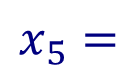 x₅ =